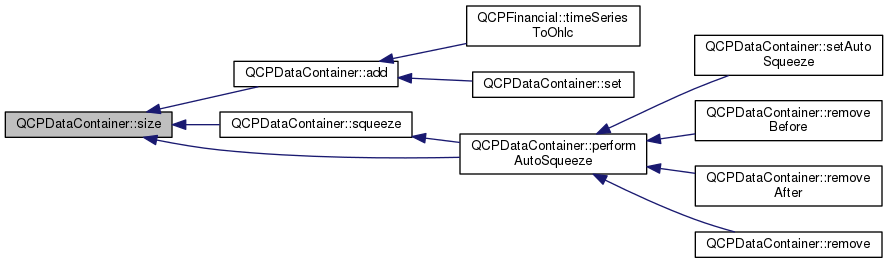 QCPFinancial::timeSeries
ToOhlc
QCPDataContainer::setAuto
Squeeze
QCPDataContainer::add
QCPDataContainer::set
QCPDataContainer::size
QCPDataContainer::squeeze
QCPDataContainer::remove
Before
QCPDataContainer::perform
AutoSqueeze
QCPDataContainer::remove
After
QCPDataContainer::remove